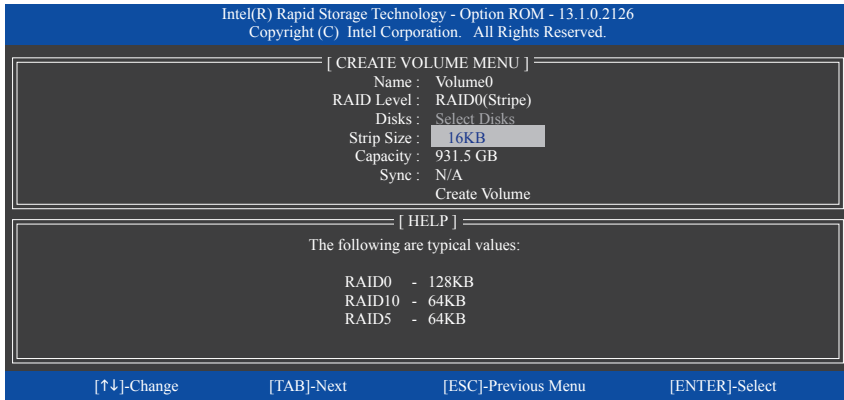 Intel(R) Rapid Storage Technology - Option ROM - 13.1.0.2126
Copyright (C) Intel Corporation. All Rights Reserved.
[ CREATE VOLUME MENU ]
Name : Volume0
RAID Level : RAID0(Stripe)
Disks : Select Disks
Strip Size : 16KB
Capacity : 931.5 GB
Sync : N/A
Create Volume
[ HELP ]
The following are typical values:
RAID0 - 128KB
RAID10 - 64KB
RAID5 - 64KB
[↑↓]-Change [TAB]-Next [ESC]-Previous Menu [ENTER]-Select